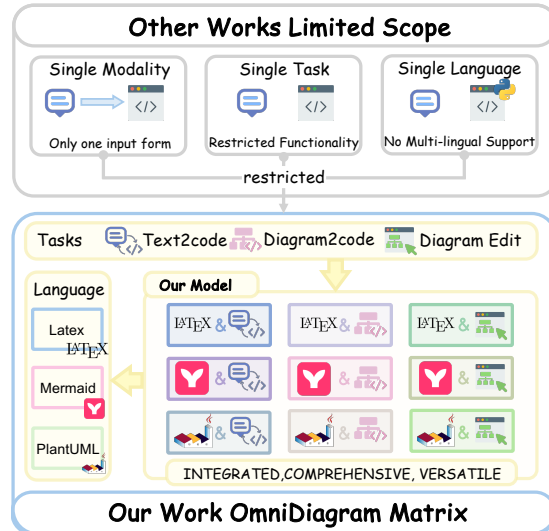 Other Works Limited Scope
Single Modality
Single Task
Single Language
</>
</>
</>
Only one input form
Restricted Functionality
No Multi-lingual Support
restricted
Tasks
</>
Text2code
</>
Diagram2code
Diagram Edit
Language
Our Model
Latex
LATEX
LATEX & </>
LATEX & </>
LATEX &
Mermaid
& </>
& </>
&
PlantUML
& </>
& </>
&
INTEGRATED,COMPREHENSIVE, VERSATILE
Our Work OmniDiagram Matrix